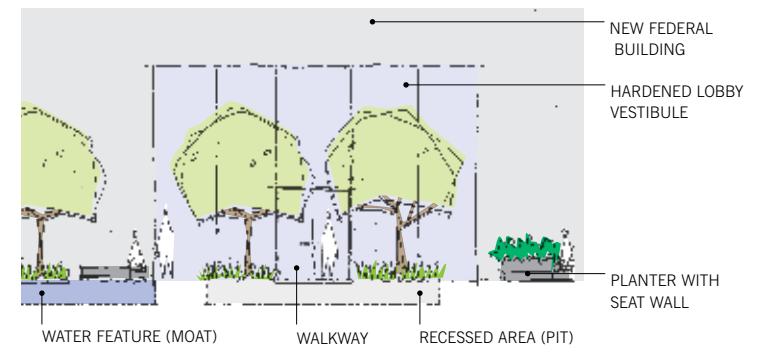 NEW FEDERAL
BUILDING
HARDENED LOBBY
VESTIBULE
PLANTER WITH
SEAT WALL
WATER FEATURE (MOAT)
WALKWAY
RECESSED AREA (PIT)